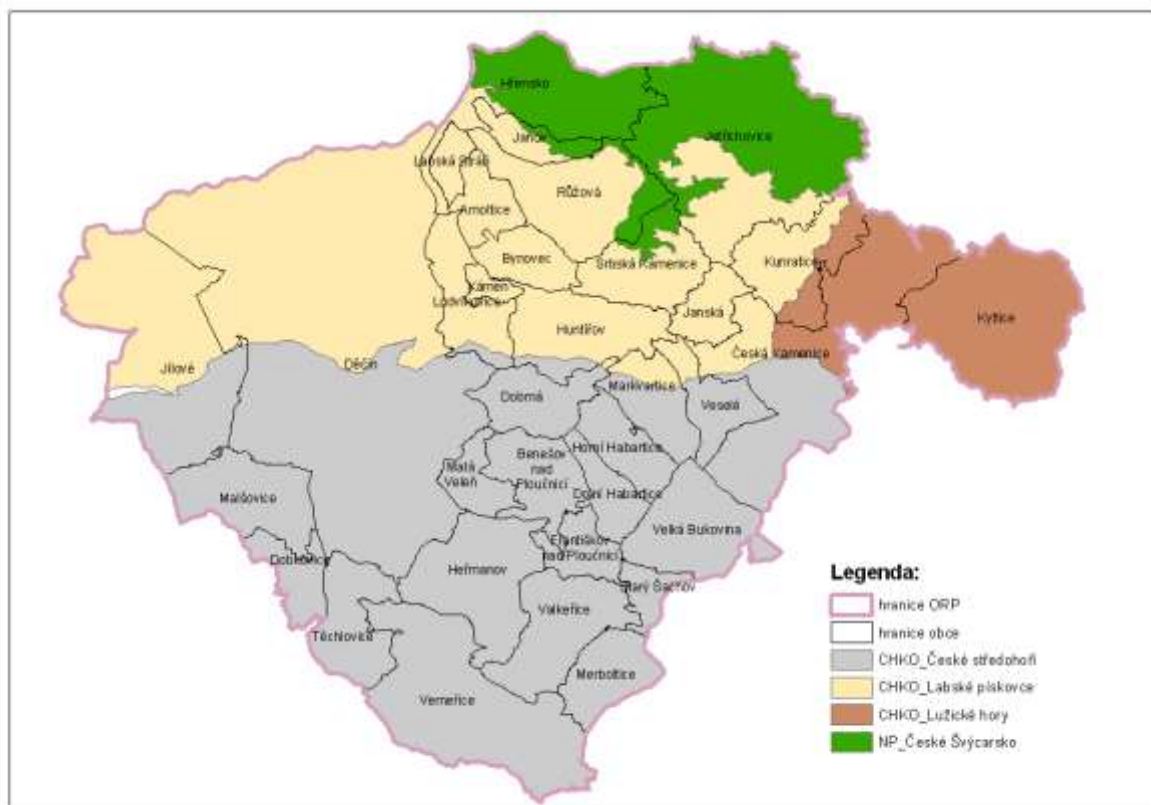 Hřensko
Jetřichovice
Janov
Labská Stráň
Růžová
Arnoltice
Bynovec
Srbská Kamenice
Kunratice
Kámen
Ludvíkovice
Janská
Kytlice
Huntířov
Česká Kamenice
Jílové
Děčín
Markvartice
Dobrná
Veselé
Horní Habartice
Benešov
nad
Ploučnicí
Malá
Veleň
Dolní Habartice
Malšovice
Velká Bukovina
Františkov
nad Ploučnicí
Dobkovice
Heřmanov
Starý Šachov
Valkeřice
Těchlovice
Merboltice
Verneřice
Legenda:
hranice ORP
hranice obce
CHKO_České středohoří
CHKO_Labské pískovce
CHKO_Lužické hory
NP_České Švýcarsko